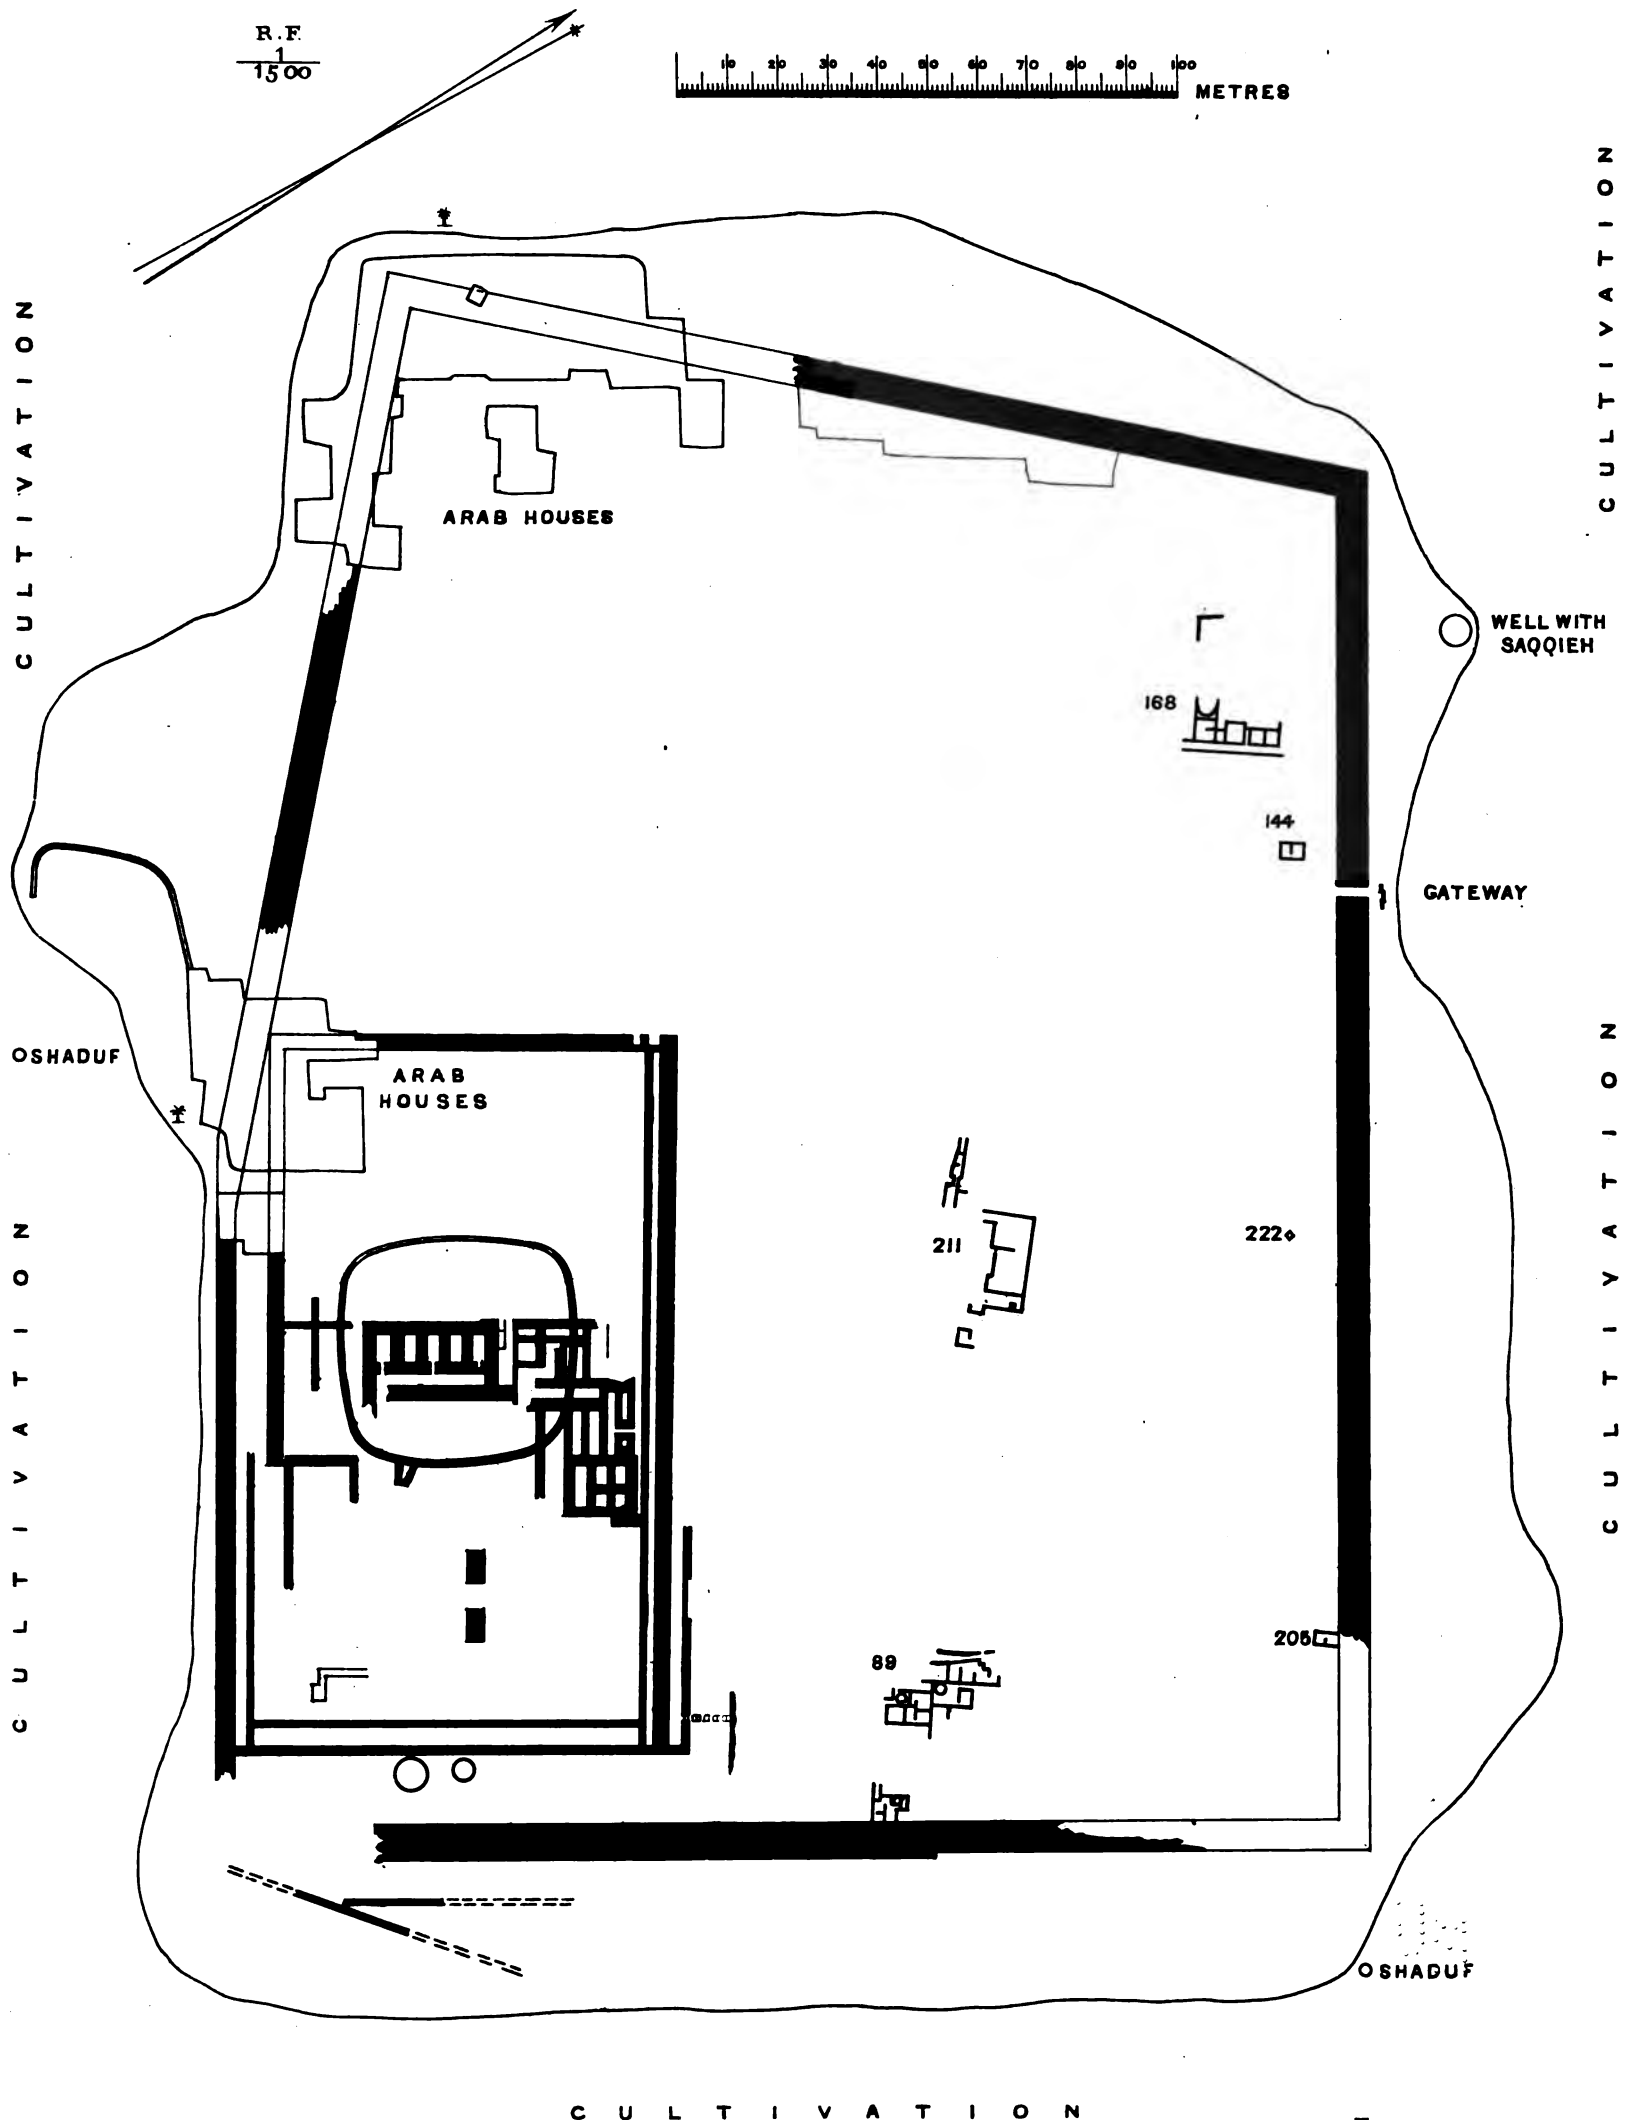 R.F.
1
1500
10 20 30 40 50 60 70 80 90 100
METRES
CULTIVATION
CULTIVATION
ARAB HOUSES
WELL WITH
SAQQIEH
168
144
GATEWAY
OSHADUF
ARAB
HOUSES
CULTIVATION
CULTIVATION
211
222
205
89
OSHADUF
CULTIVATION